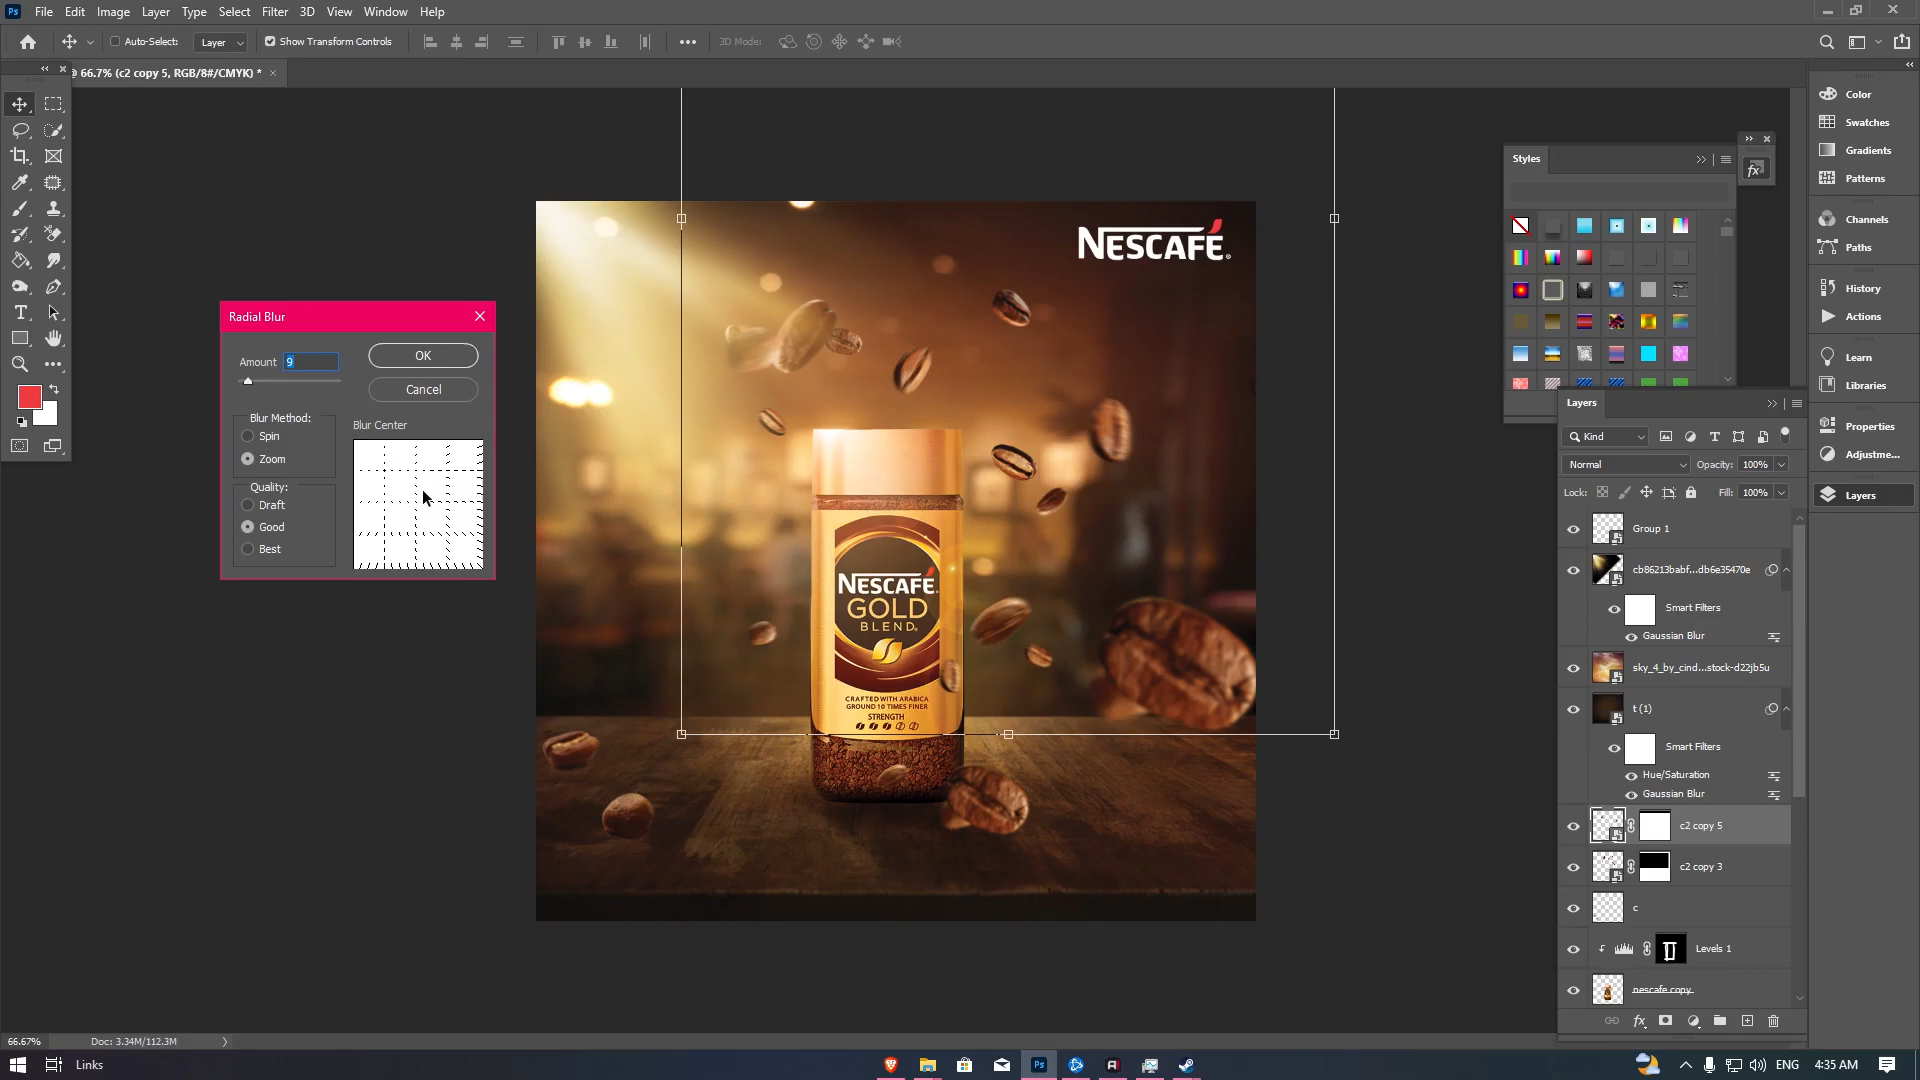 Ps File Edit Image Layer Type Select Filter 3D View Window Help
Auto-Select: Layer Show Transform Controls 3D Mode:
@ 66.7% (c2 copy 5, RGB/8#/CMYK) *
Color
Swatches
Gradients
Patterns
Channels
Paths
History
Actions
Learn
Libraries
Properties
Adjustme...
Layers
Styles
fx
NESCAFÉ®
Radial Blur
Amount 9
OK
Cancel
Blur Method:
Spin
Zoom
Quality:
Draft
Good
Best
Blur Center
NESCAFÉ®
GOLD
BLEND®
CRAFTED WITH ARABICA
GROUND 10 TIMES FINER
STRENGTH
Layers
Kind
Normal Opacity: 100%
Lock: Fill: 100%
Group 1
cb86213babf...db6e35470e
Smart Filters
Gaussian Blur
sky_4_by_cind...stock-d22jb5u
t (1)
Smart Filters
Hue/Saturation
Gaussian Blur
c2 copy 5
c2 copy 3
c
Levels 1
nescafe copy
fx
66.67% Doc: 3.34M/112.3M
Links
Ps
ENG 4:35 AM